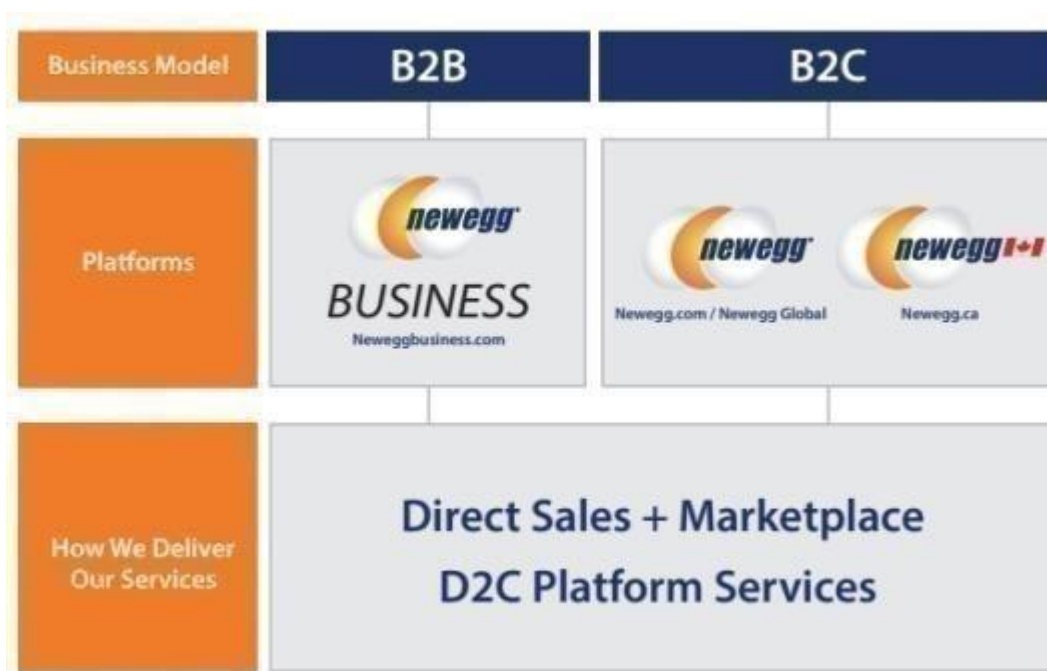 Business Model
B2B
B2C
Platforms
newegg
BUSINESS
Neweggbusiness.com
newegg
Newegg.com / Newegg Global
newegg
Newegg.ca
How We Deliver
Our Services
Direct Sales + Marketplace
D2C Platform Services